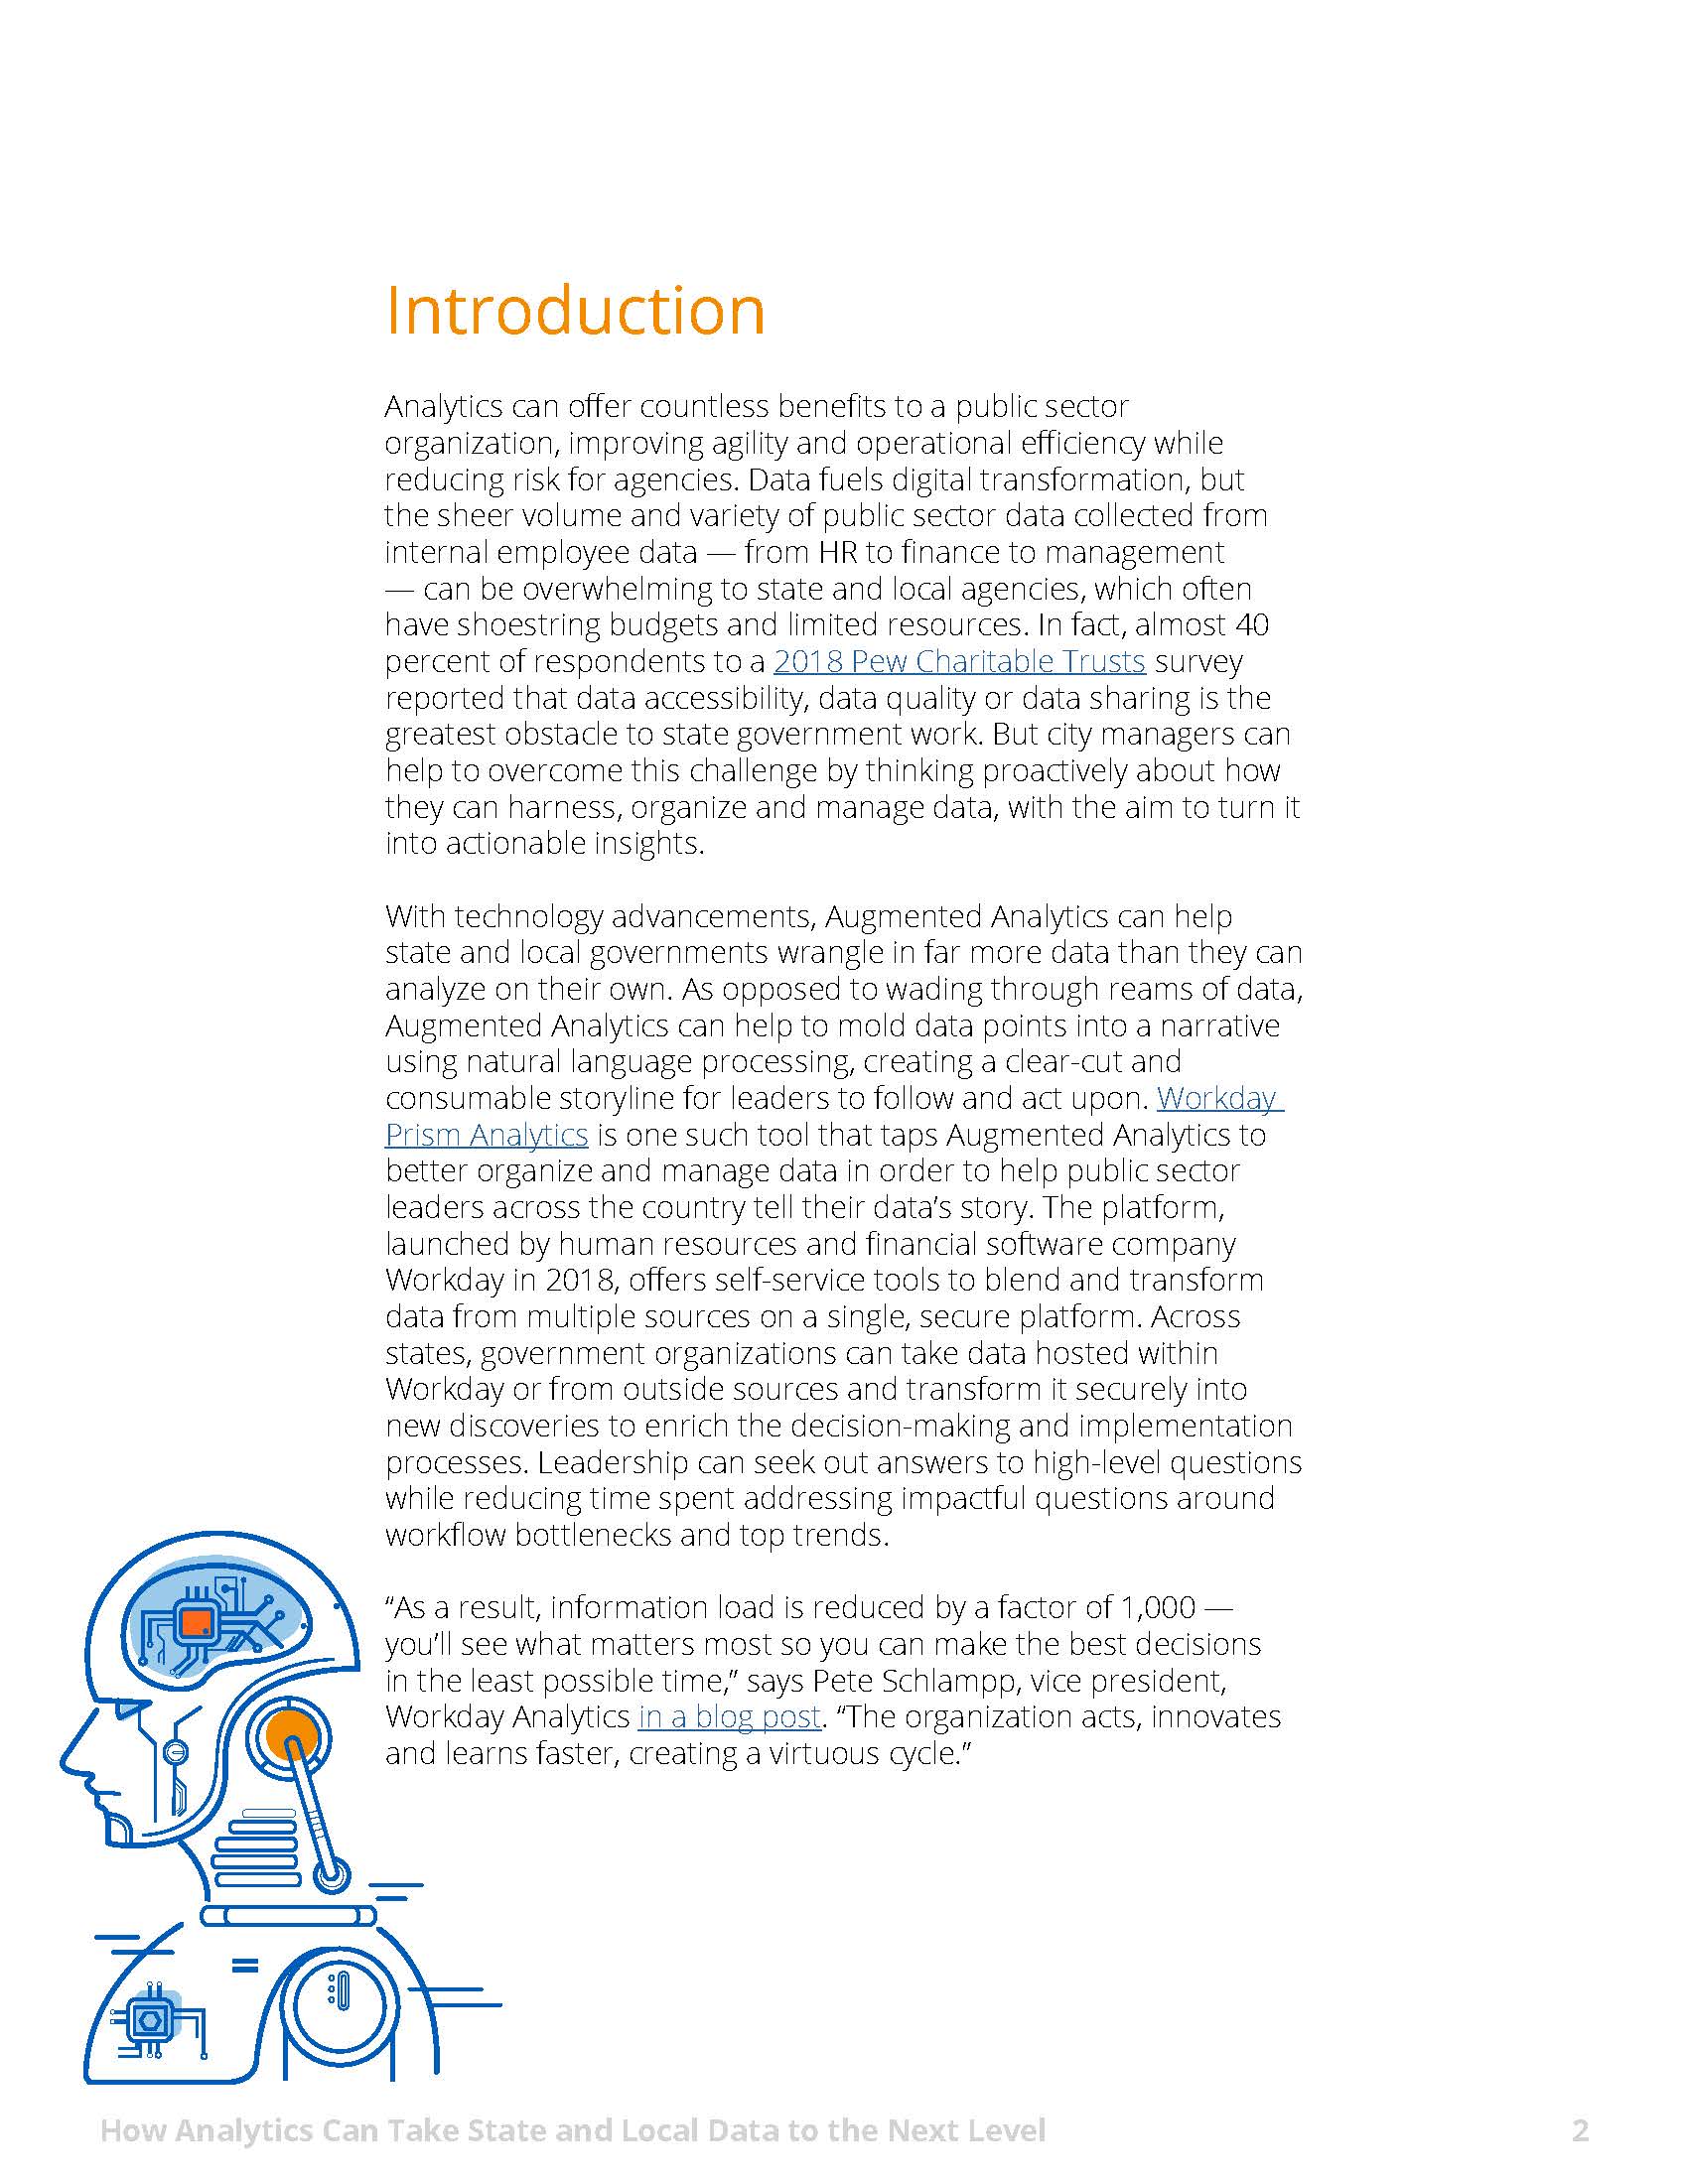 Introduction
Analytics can offer countless benefits to a public sector
organization, improving agility and operational efficiency while
reducing risk for agencies. Data fuels digital transformation, but
the sheer volume and variety of public sector data collected from
internal employee data — from HR to finance to management
— can be overwhelming to state and local agencies, which often
have shoestring budgets and limited resources. In fact, almost 40
percent of respondents to a 2018 Pew Charitable Trusts survey
reported that data accessibility, data quality or data sharing is the
greatest obstacle to state government work. But city managers can
help to overcome this challenge by thinking proactively about how
they can harness, organize and manage data, with the aim to turn it
into actionable insights.
With technology advancements, Augmented Analytics can help
state and local governments wrangle in far more data than they can
analyze on their own. As opposed to wading through reams of data,
Augmented Analytics can help to mold data points into a narrative
using natural language processing, creating a clear-cut and
consumable storyline for leaders to follow and act upon. Workday
Prism Analytics is one such tool that taps Augmented Analytics to
better organize and manage data in order to help public sector
leaders across the country tell their data’s story. The platform,
launched by human resources and financial software company
Workday in 2018, offers self-service tools to blend and transform
data from multiple sources on a single, secure platform. Across
states, government organizations can take data hosted within
Workday or from outside sources and transform it securely into
new discoveries to enrich the decision-making and implementation
processes. Leadership can seek out answers to high-level questions
while reducing time spent addressing impactful questions around
workflow bottlenecks and top trends.
“As a result, information load is reduced by a factor of 1,000 —
you’ll see what matters most so you can make the best decisions
in the least possible time,” says Pete Schlampp, vice president,
Workday Analytics in a blog post. “The organization acts, innovates
and learns faster, creating a virtuous cycle.”
How Analytics Can Take State and Local Data to the Next Level 2